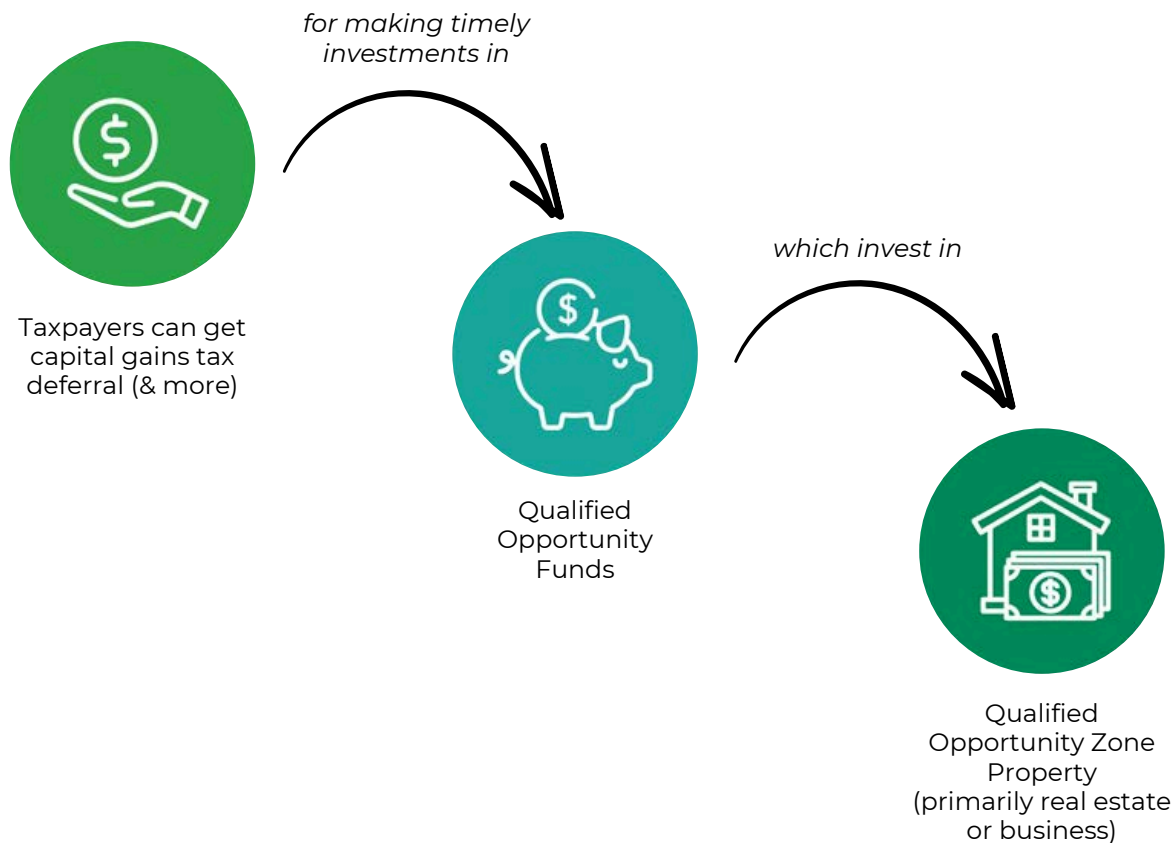 for making timely
investments in
Taxpayers can get
capital gains tax
deferral (& more)
which invest in
Qualified
Opportunity
Funds
Qualified
Opportunity Zone
Property
(primarily real estate
or business)